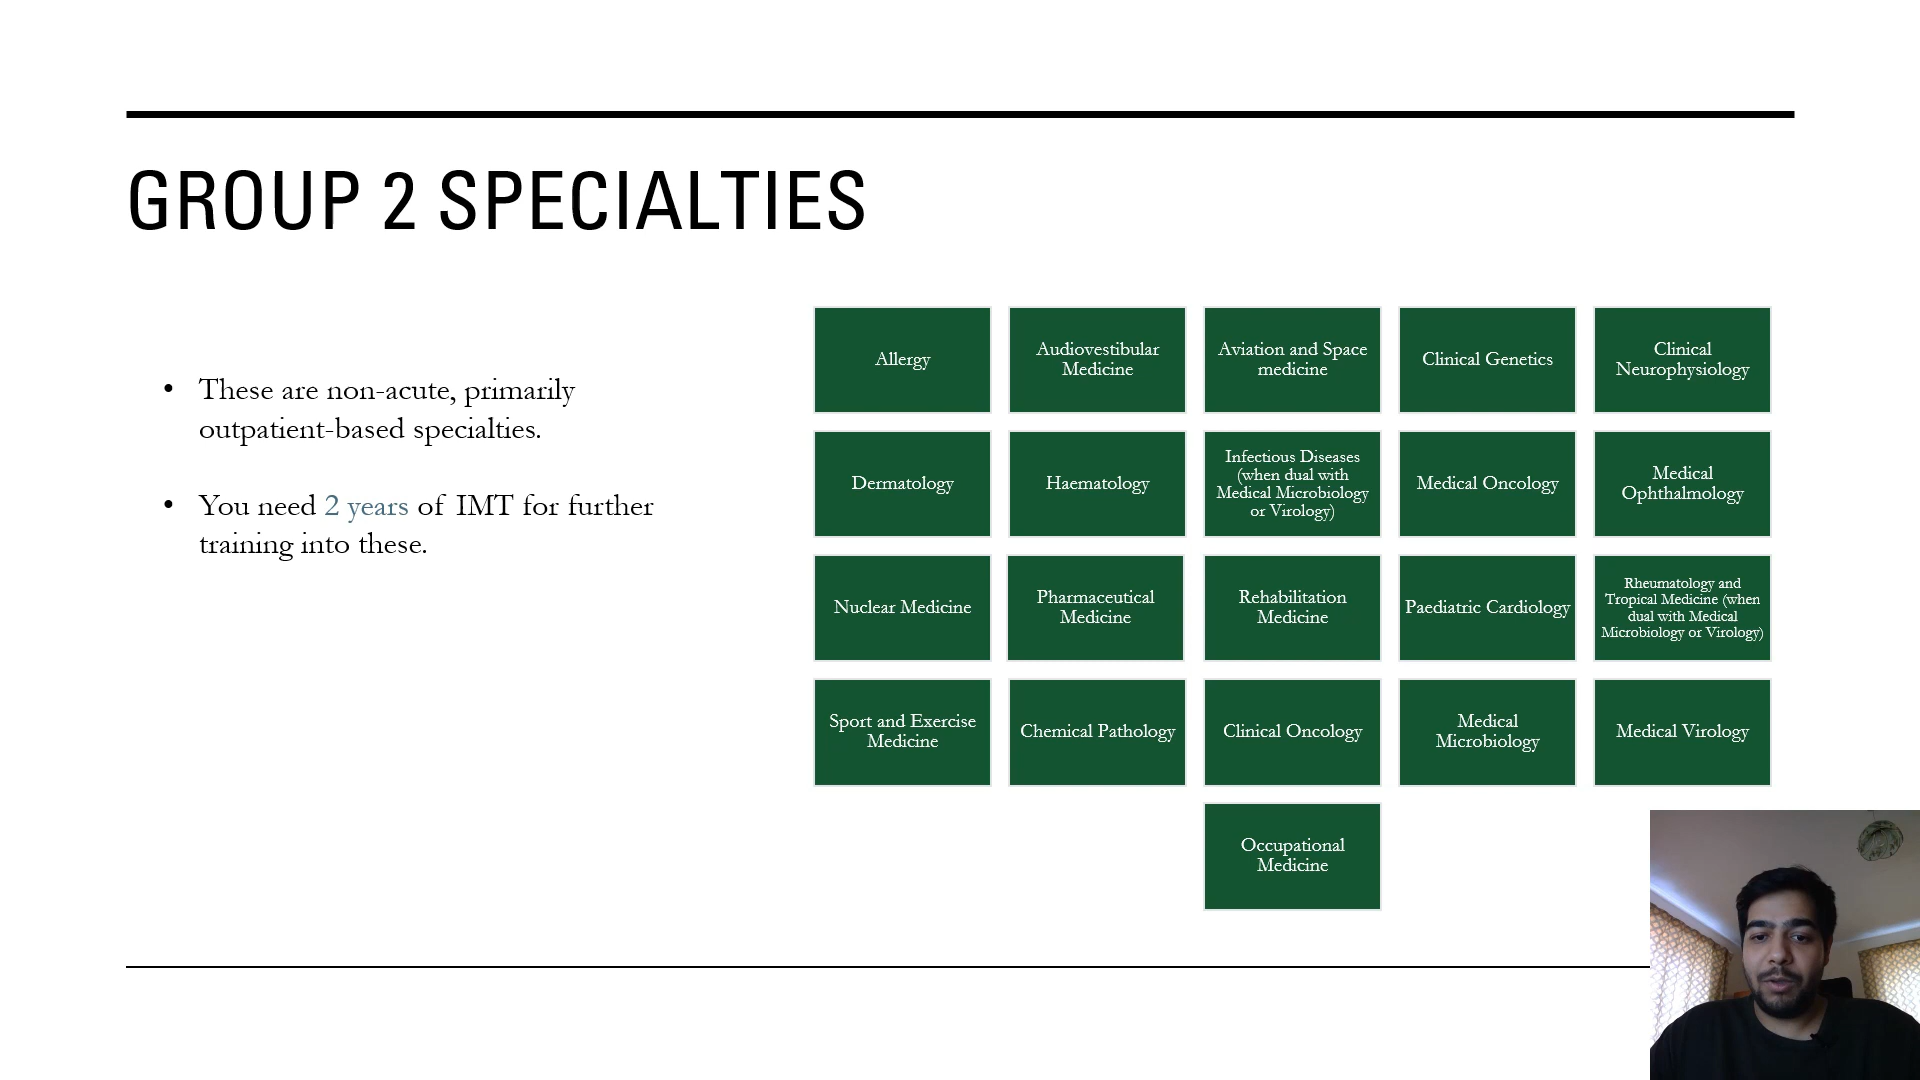 GROUP 2 SPECIALTIES
• These are non-acute, primarily
outpatient-based specialties.
• You need 2 years of IMT for further
training into these.
Allergy
Audiovestibular
Medicine
Aviation and Space
medicine
Clinical Genetics
Clinical
Neurophysiology
Dermatology
Haematology
Infectious Diseases
(when dual with
Medical Microbiology
or Virology)
Medical Oncology
Medical
Ophthalmology
Nuclear Medicine
Pharmaceutical
Medicine
Rehabilitation
Medicine
Paediatric Cardiology
Rheumatology and
Tropical Medicine (when
dual with Medical
Microbiology or Virology)
Sport and Exercise
Medicine
Chemical Pathology
Clinical Oncology
Medical
Microbiology
Medical Virology
Occupational
Medicine